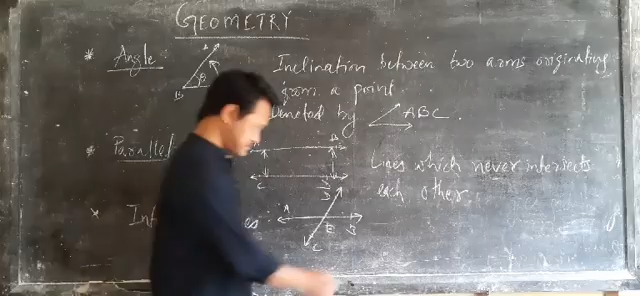 GEOMETRY
* Angle
A
B
θ
Inclination between two arms originating
from a point.
Denoted by ∠ABC.
* Parallel
B
C
D
Lines which never intersects
each other.
* Int es :
A
D
E
B
C